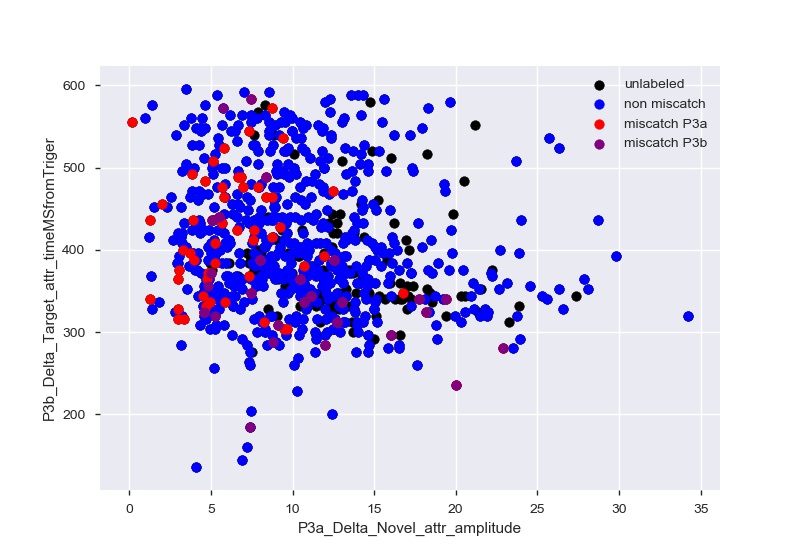 600
500
400
300
200
P3b_Delta_Target_attr_timeMSfromTriger
unlabeled
non miscatch
miscatch P3a
miscatch P3b
0 5 10 15 20 25 30 35
P3a_Delta_Novel_attr_amplitude